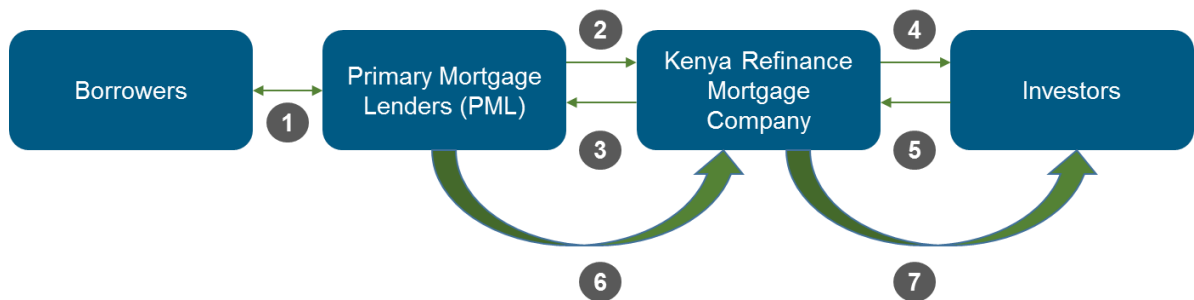 2
4
Borrowers
Primary Mortgage
Lenders (PML)
Kenya Refinance
Mortgage
Company
Investors
1
3
5
6
7